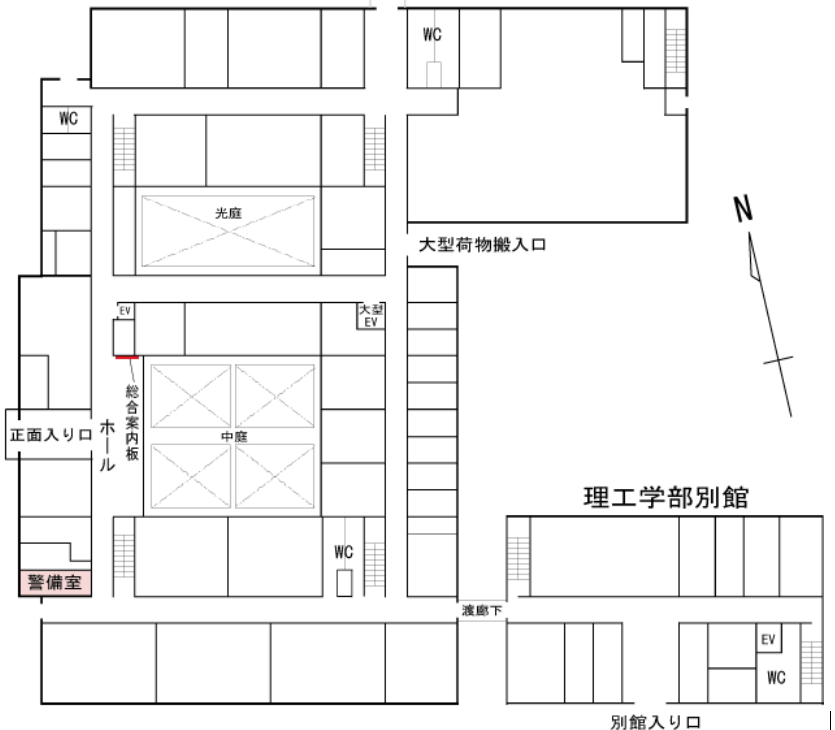 WC
WC
光庭
N
大型荷物搬入口
EV
大型
EV
総合案内板
正面入り口
ホール
中庭
理工学部別館
WC
警備室
渡廊下
EV
WC
別館入り口